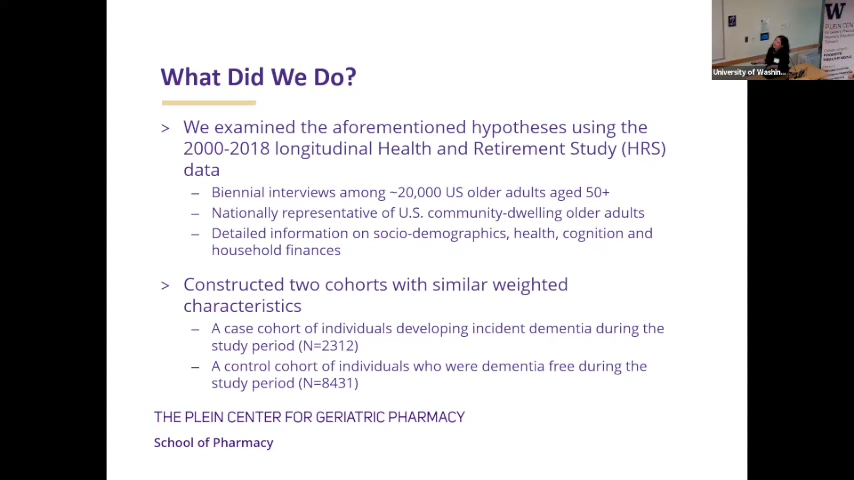 What Did We Do?
> We examined the aforementioned hypotheses using the
2000-2018 longitudinal Health and Retirement Study (HRS)
data
– Biennial interviews among ~20,000 US older adults aged 50+
– Nationally representative of U.S. community-dwelling older adults
– Detailed information on socio-demographics, health, cognition and
household finances
> Constructed two cohorts with similar weighted
characteristics
– A case cohort of individuals developing incident dementia during the
study period (N=2312)
– A control cohort of individuals who were dementia free during the
study period (N=8431)
THE PLEIN CENTER FOR GERIATRIC PHARMACY
School of Pharmacy
W
PLEIN CEN
University of Washin...